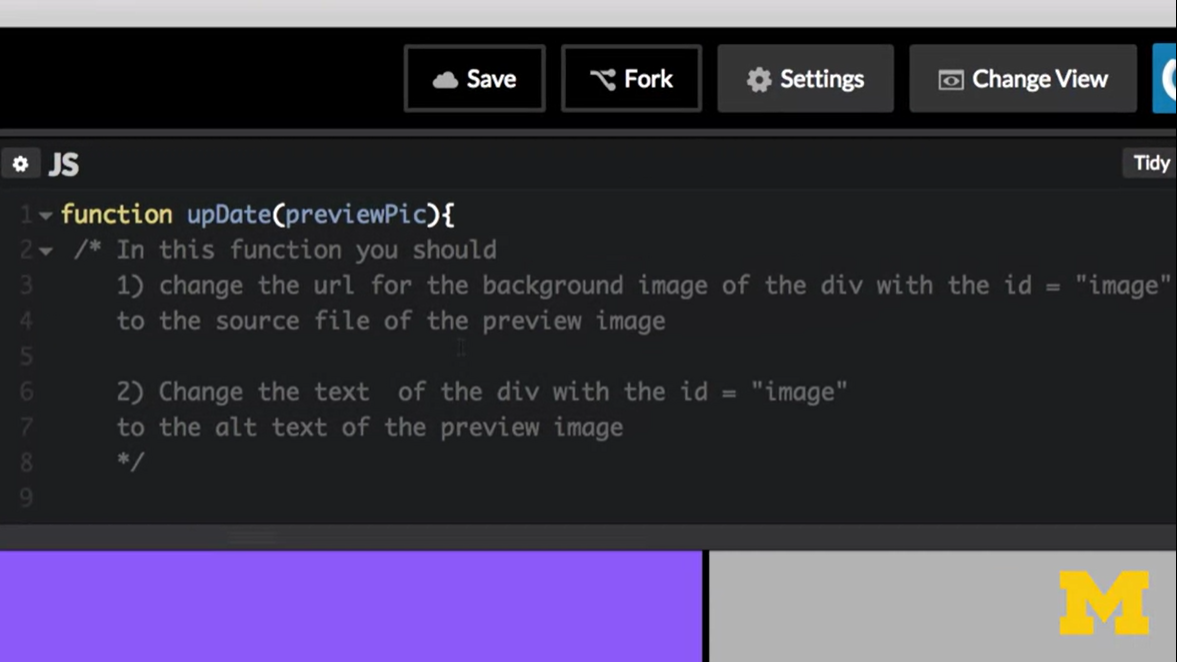 Save Fork Settings Change View
JS Tidy
1 function upDate(previewPic){
2 /* In this function you should
3 1) change the url for the background image of the div with the id = "image"
4 to the source file of the preview image
5
6 2) Change the text  of the div with the id = "image"
7 to the alt text of the preview image
8 */
9
M